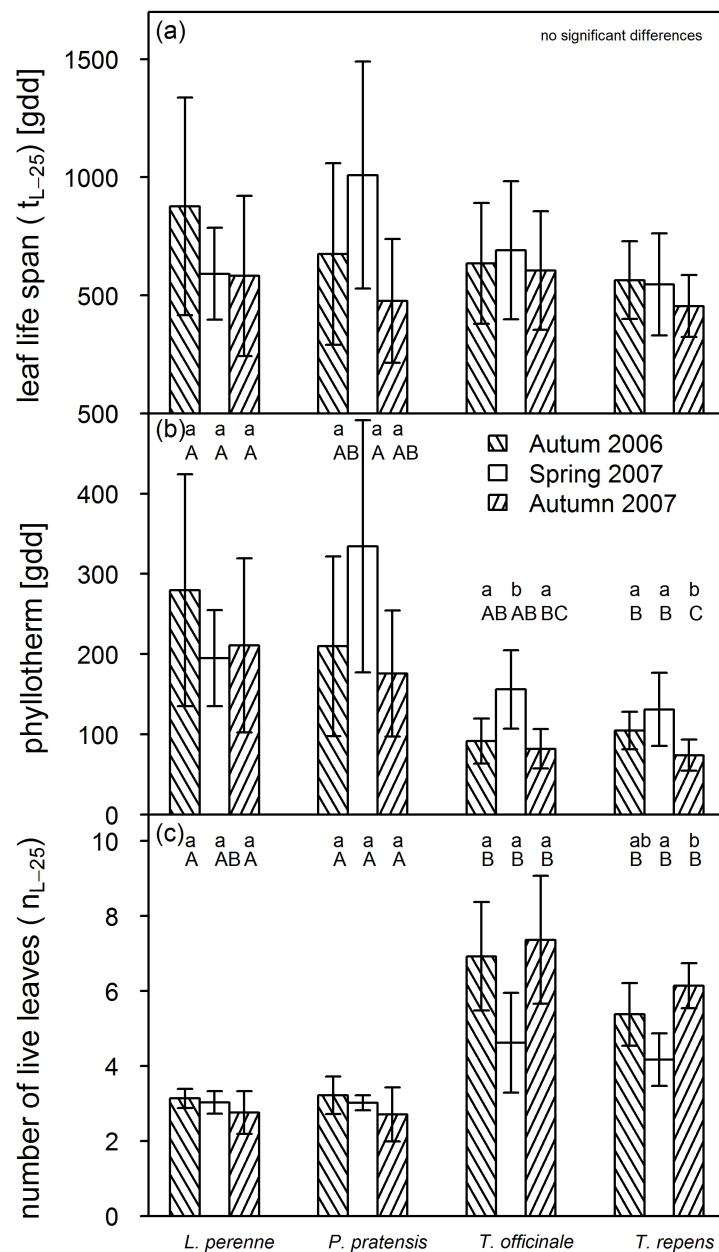 (a)
no significant differences
1500
1000
500
leaf life span ( t_L−25) [gdd]
500
(b)
a a a a a a
A A A AB A AB
Autum 2006
Spring 2007
Autumn 2007
400
300
a b a a a b
AB AB BC B B C
200
100
0
phyllotherm [gdd]
10
(c)
a a a a a a a a a ab a b
A AB A A A A B B B B B B
8
6
4
2
0
number of live leaves ( n_L−25)
L. perenne P. pratensis T. officinale T. repens